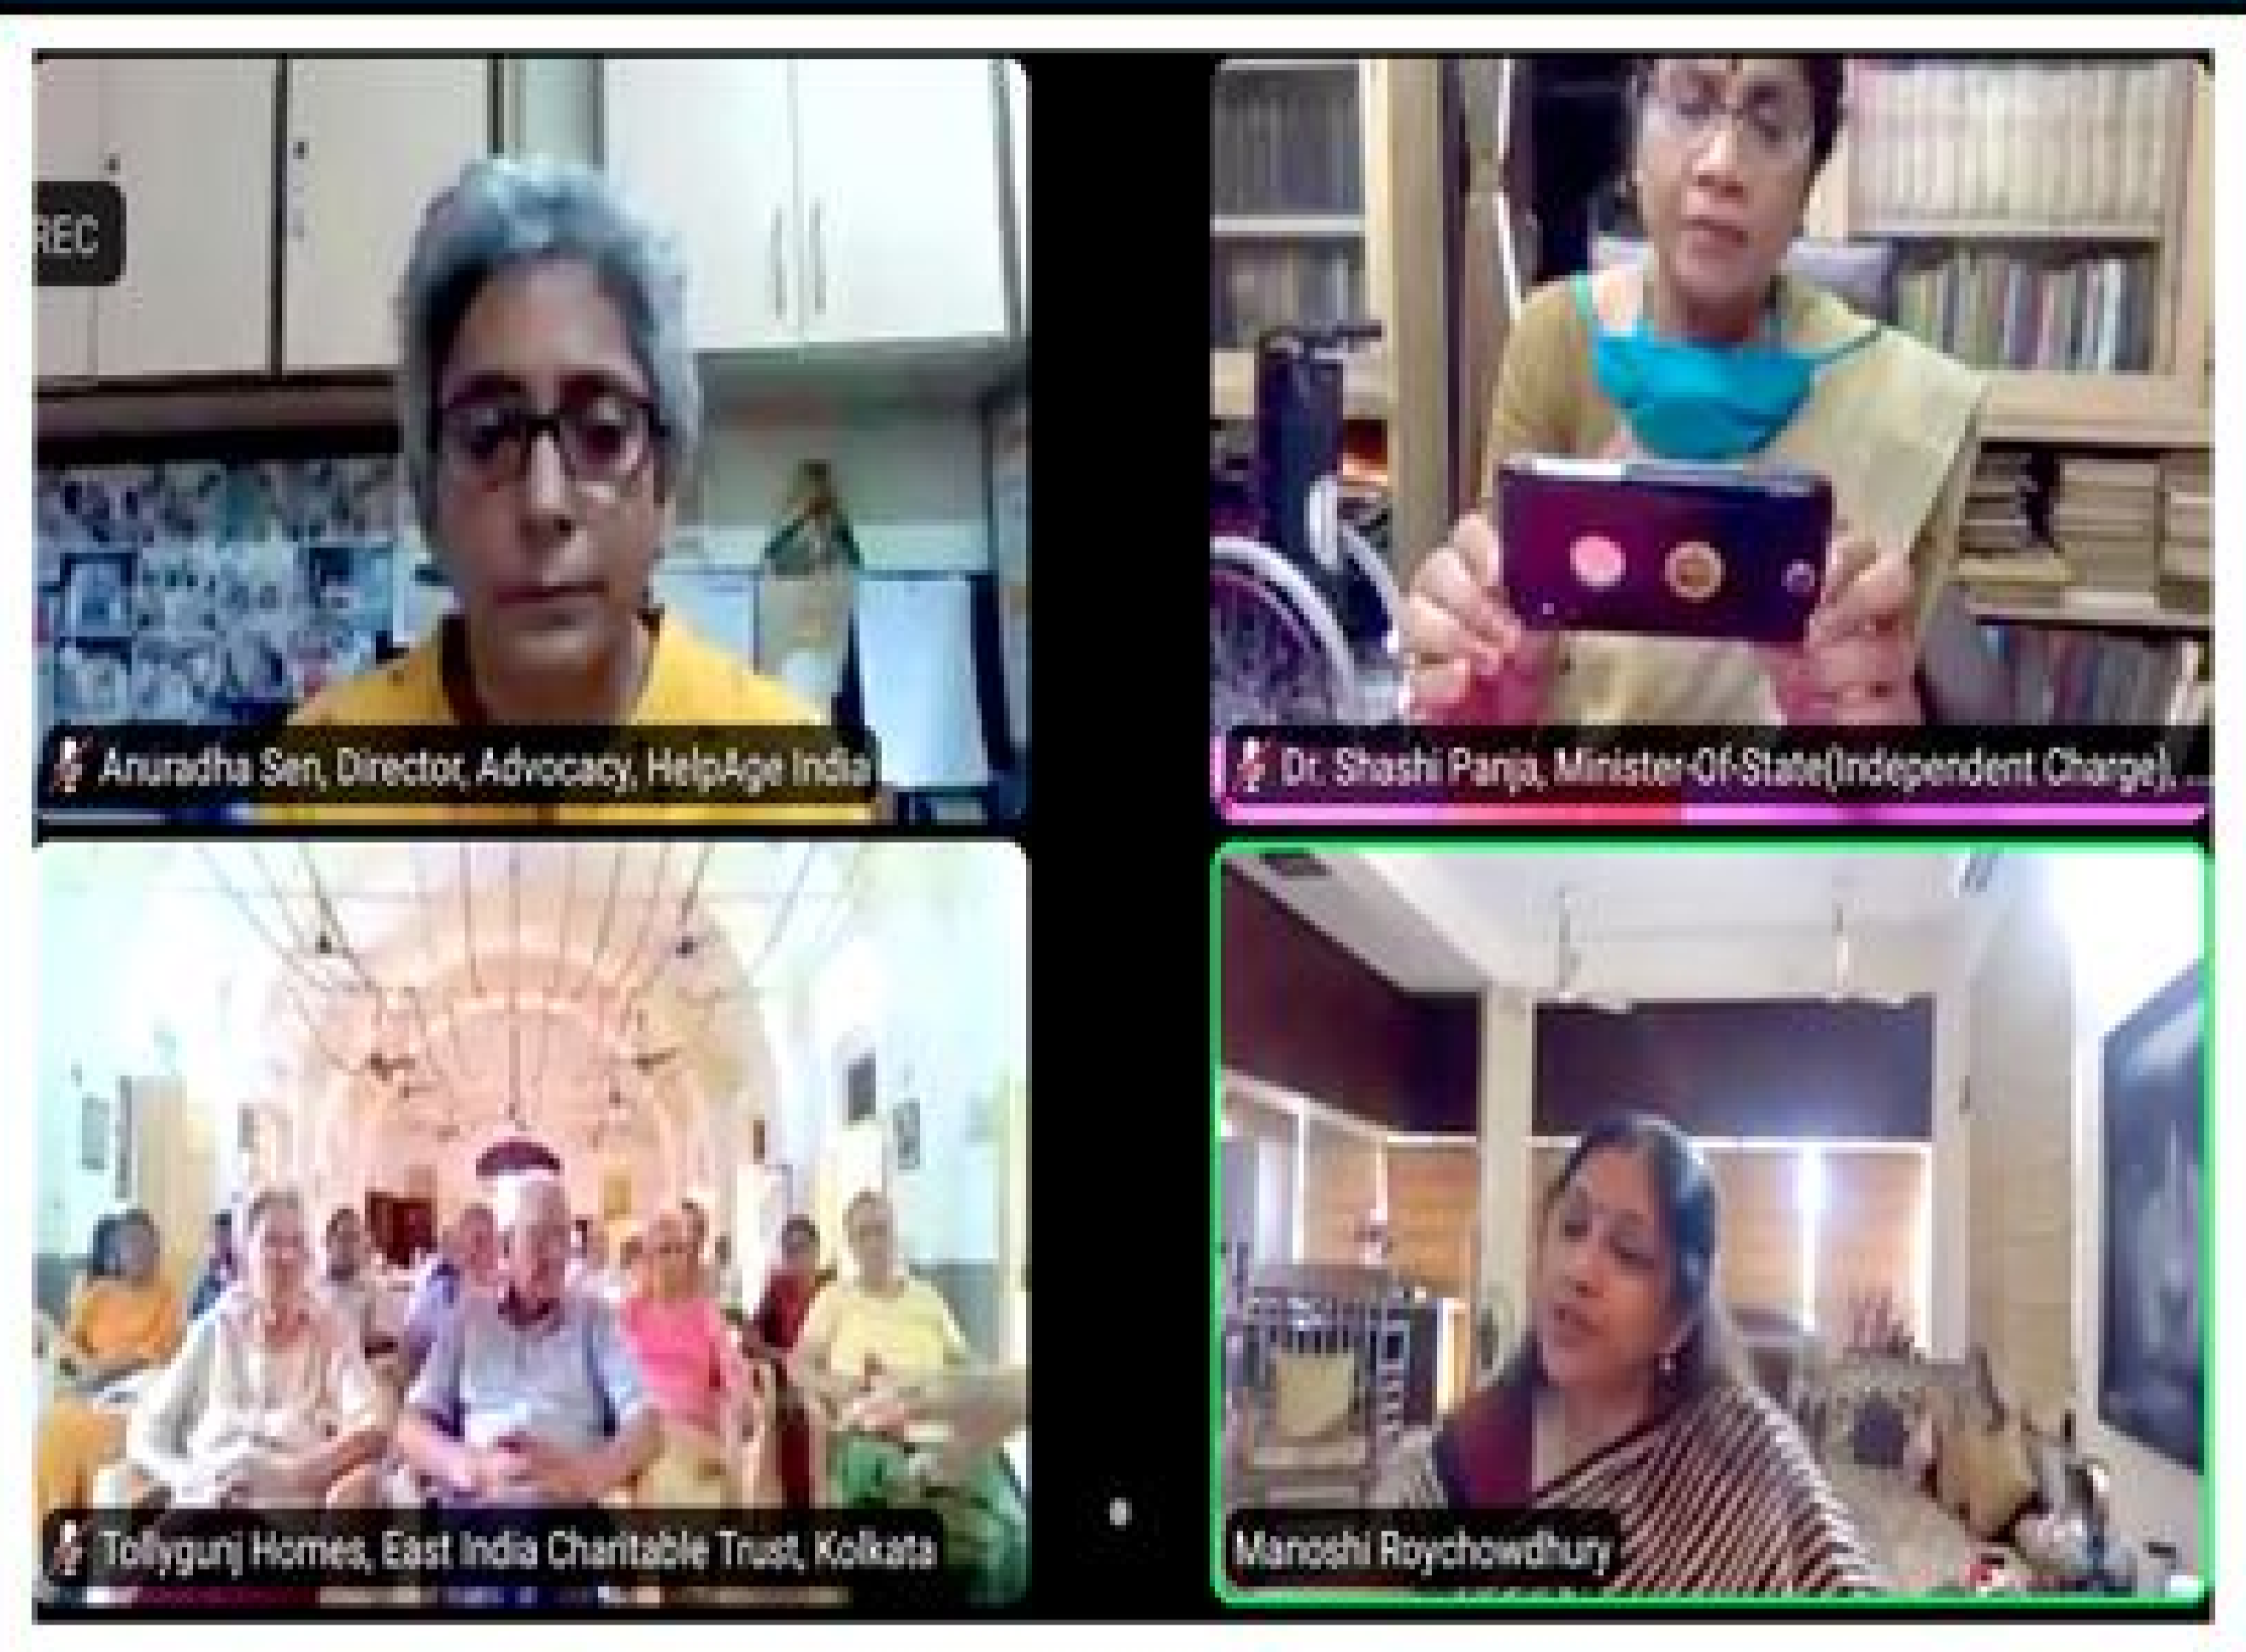 REC
Anuradha Sen, Director, Advocacy, HelpAge India
Dr. Shashi Panja, Minister-Of-State(Independent Charge), ...
Tollygunj Homes, East India Charitable Trust, Kolkata
Manoshi Roychowdhury